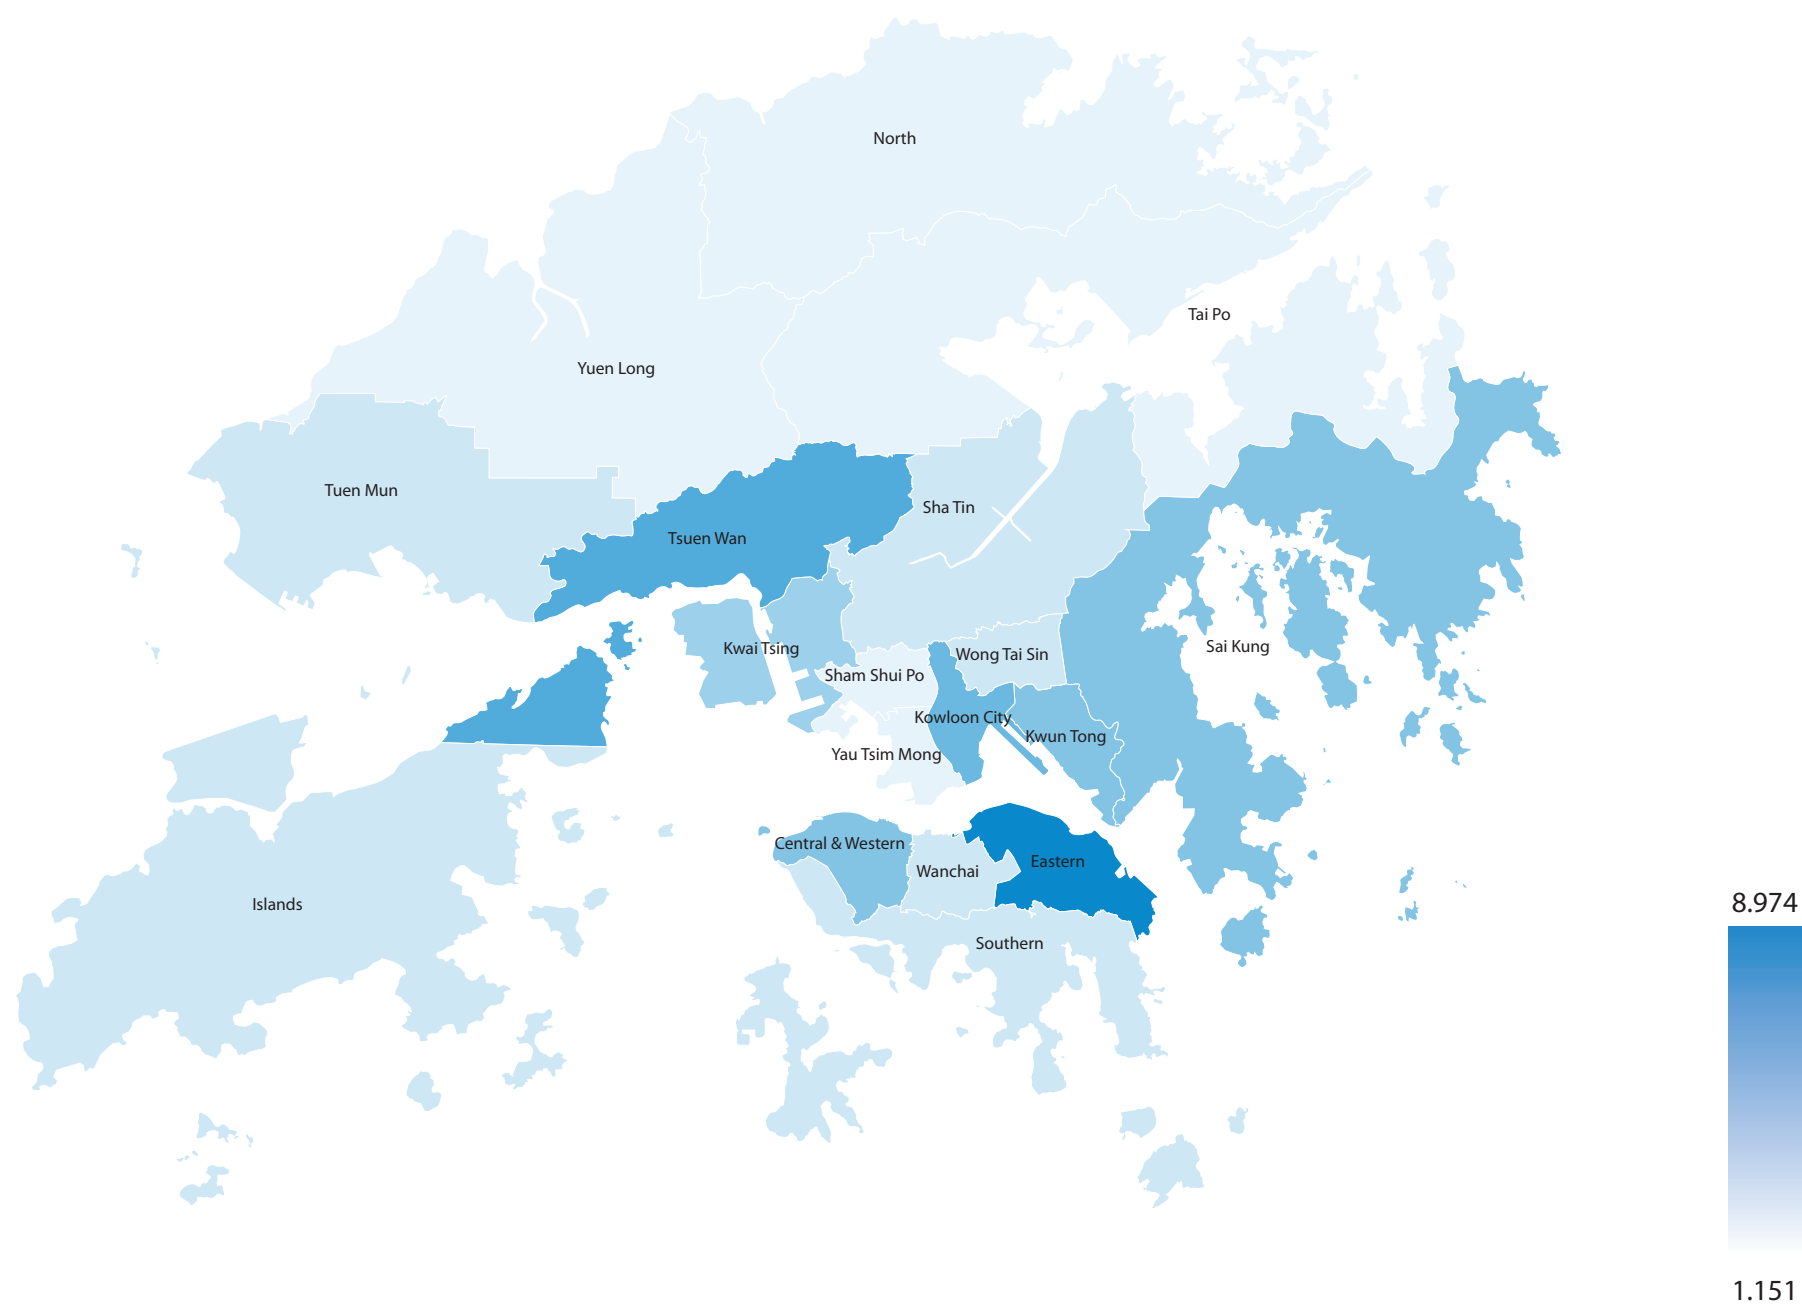 North
Tai Po
Yuen Long
Tuen Mun
Sha Tin
Tsuen Wan
Kwai Tsing
Wong Tai Sin
Sai Kung
Sham Shui Po
Kowloon City
Kwun Tong
Yau Tsim Mong
Central & Western
Eastern
Wanchai
Islands
Southern
8.974
1.151